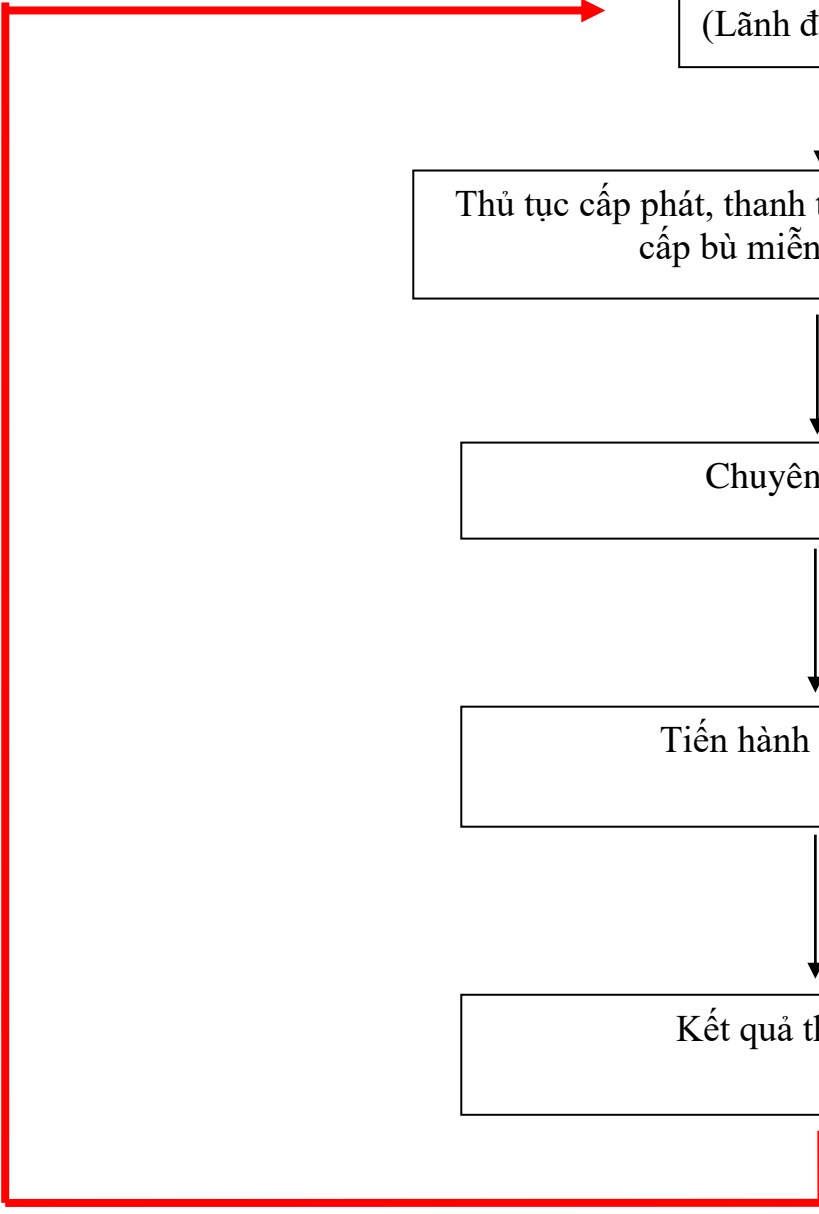 (Lãnh
Thủ tục cấp phát, thanh
cấp bù miễn
Chuyên
Tiến hành
Kết quả